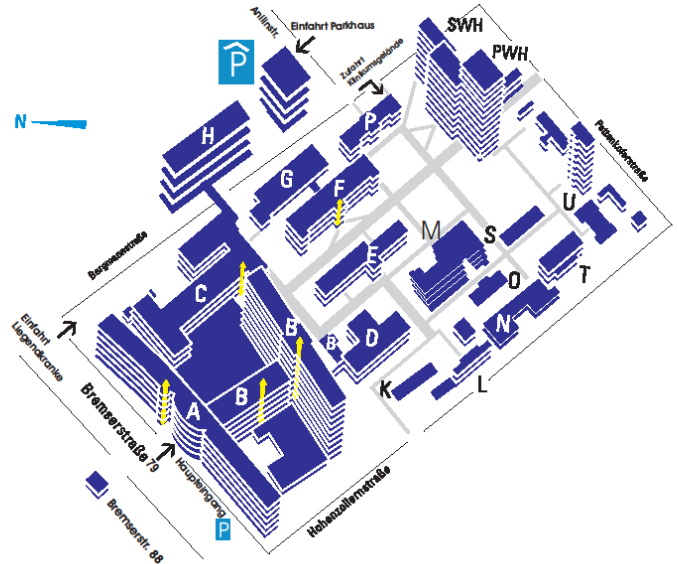 SWH
Anilinstr.
Einfahrt Parkhaus
PWH
P
Zufahrt
Klinikumsgelände
N
P
H
Pettenkoferstraße
G
F
U
M
S
Bergmannstraße
E
C
O
T
Einfahrt
Liegendkranke
B
B
D
N
A
B
K
L
Bremserstraße 79
Haupteingang
Hohenzollernstraße
P
Bremserstr. 88